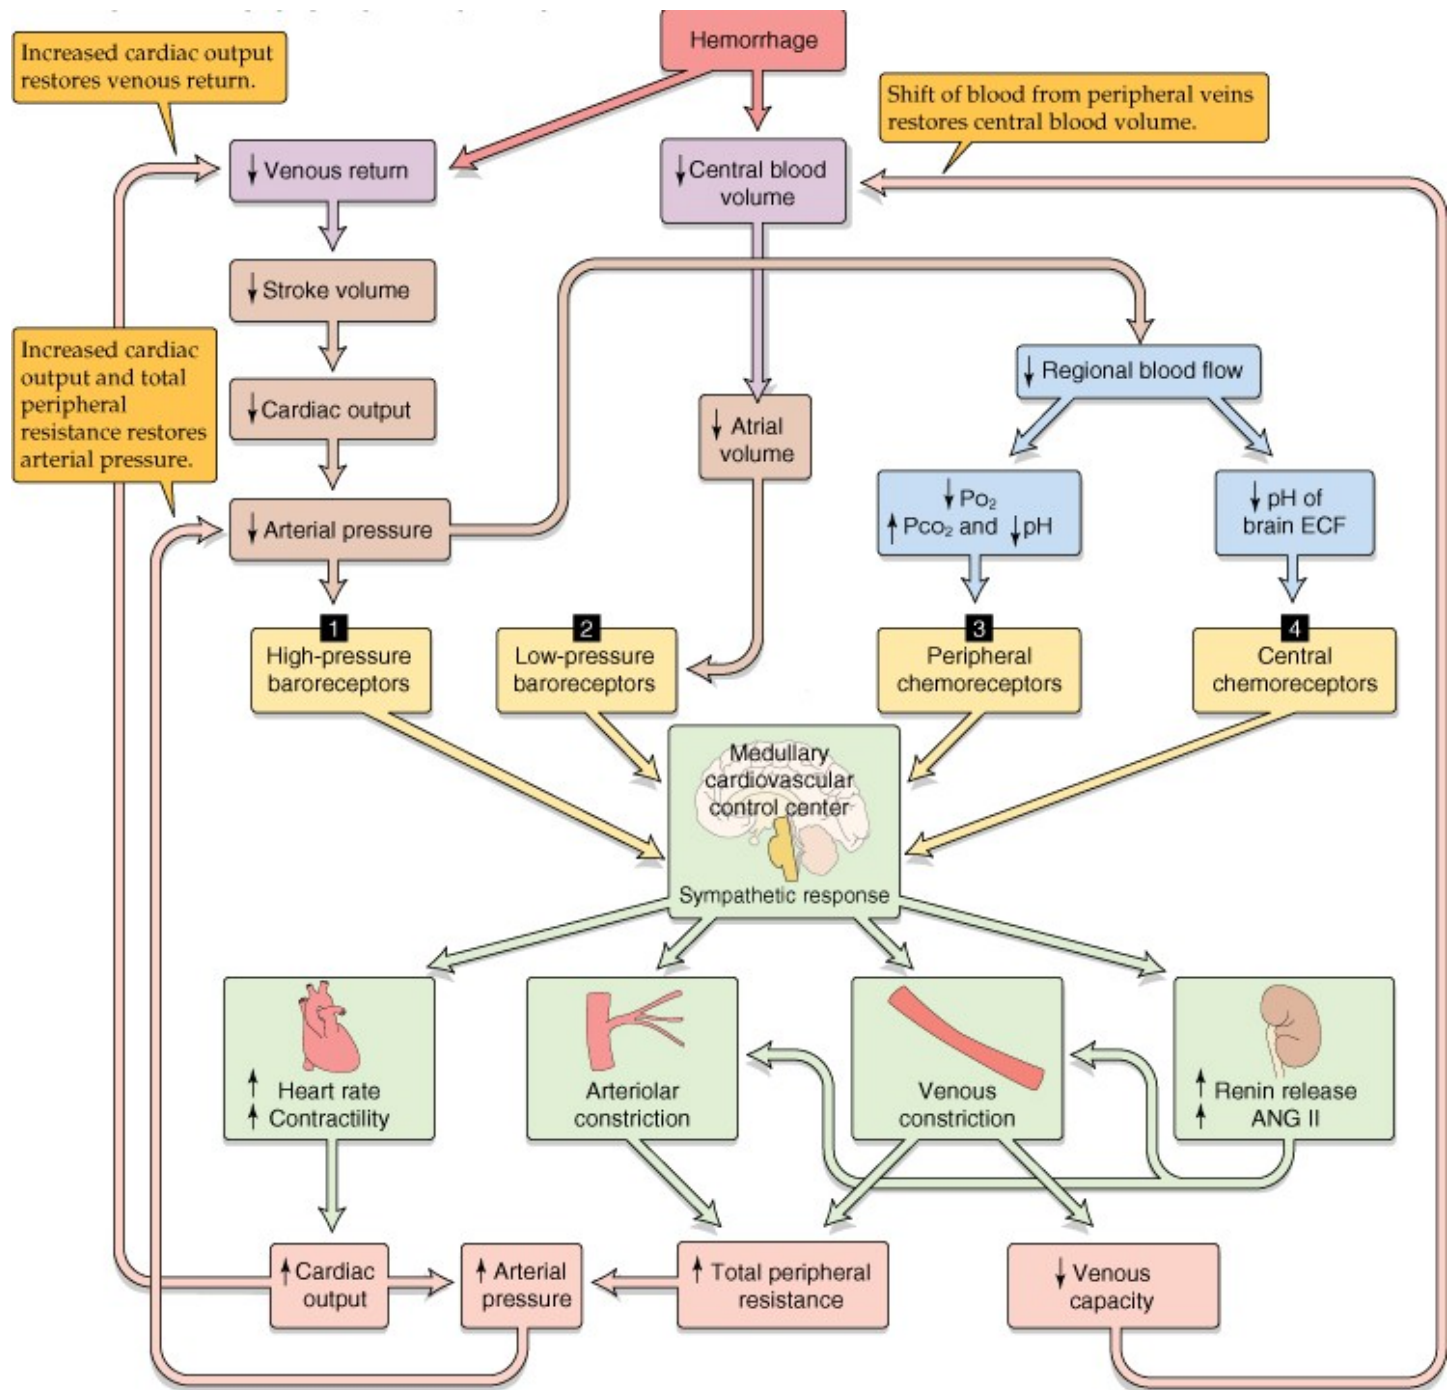 Hemorrhage
Increased cardiac output
restores venous return.
Shift of blood from peripheral veins
restores central blood volume.
↓ Venous return
↓ Central blood
volume
↓ Stroke volume
Increased cardiac
output and total
peripheral
resistance restores
arterial pressure.
↓ Regional blood flow
↓ Cardiac output
↓ Atrial
volume
↓ Arterial pressure
↓ Po₂
↑ Pco₂ and ↓ pH
↓ pH of
brain ECF
1
High-pressure
baroreceptors
2
Low-pressure
baroreceptors
3
Peripheral
chemoreceptors
4
Central
chemoreceptors
Medullary
cardiovascular
control center
Sympathetic response
↑ Heart rate
↑ Contractility
Arteriolar
constriction
Venous
constriction
↑ Renin release
↑ ANG II
↑ Cardiac
output
↑ Arterial
pressure
↑ Total peripheral
resistance
↓ Venous
capacity